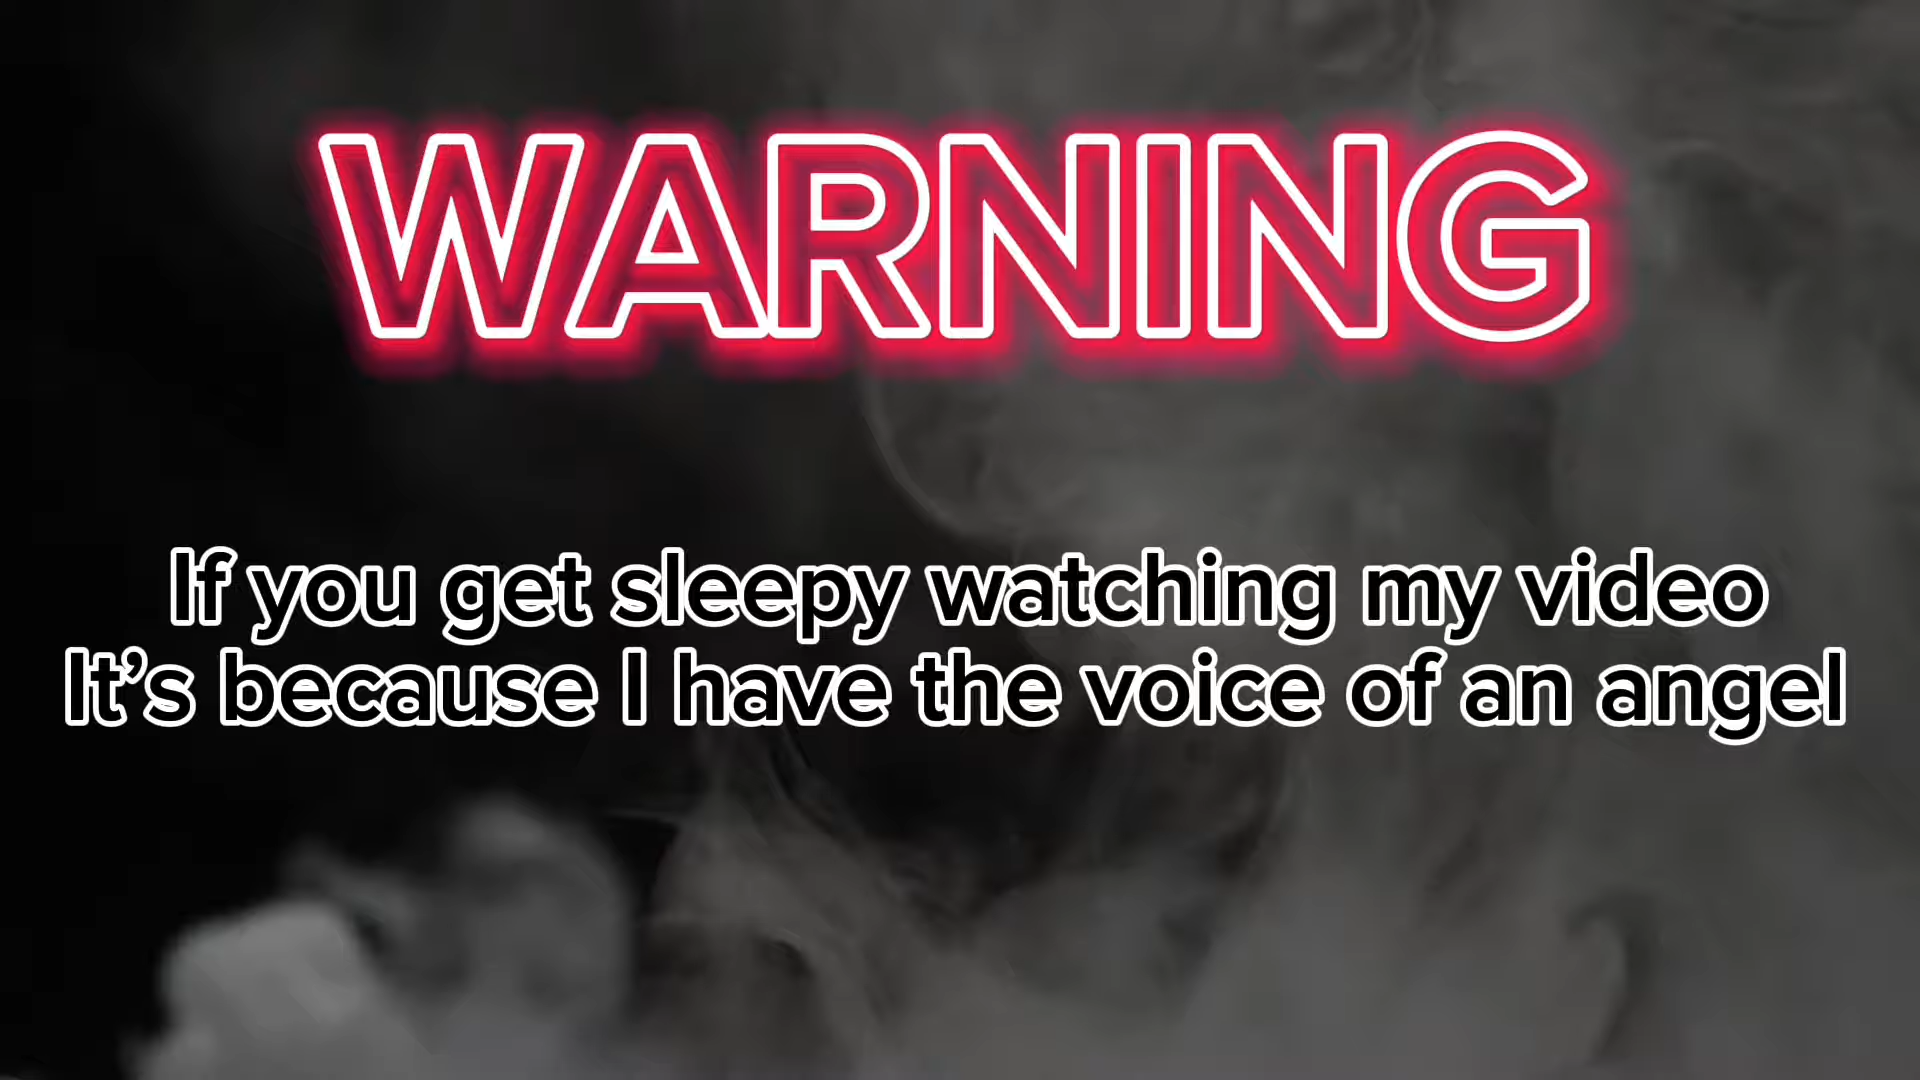 WARNING
If you get sleepy watching my video
It’s because I have the voice of an angel